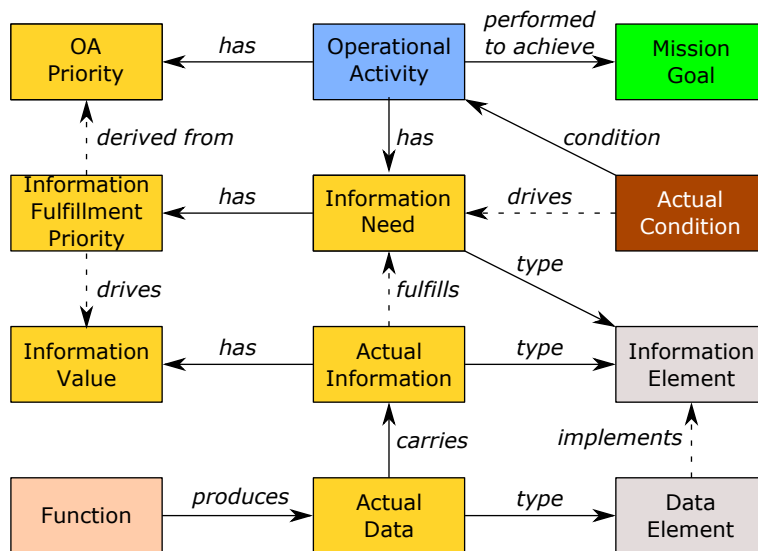 OA
Priority
has
Operational
Activity
performed
to achieve
Mission
Goal
derived from
has
condition
Information
Fulfillment
Priority
has
Information
Need
drives
Actual
Condition
drives
fulfills
type
Information
Value
has
Actual
Information
type
Information
Element
carries
implements
Function
produces
Actual
Data
type
Data
Element